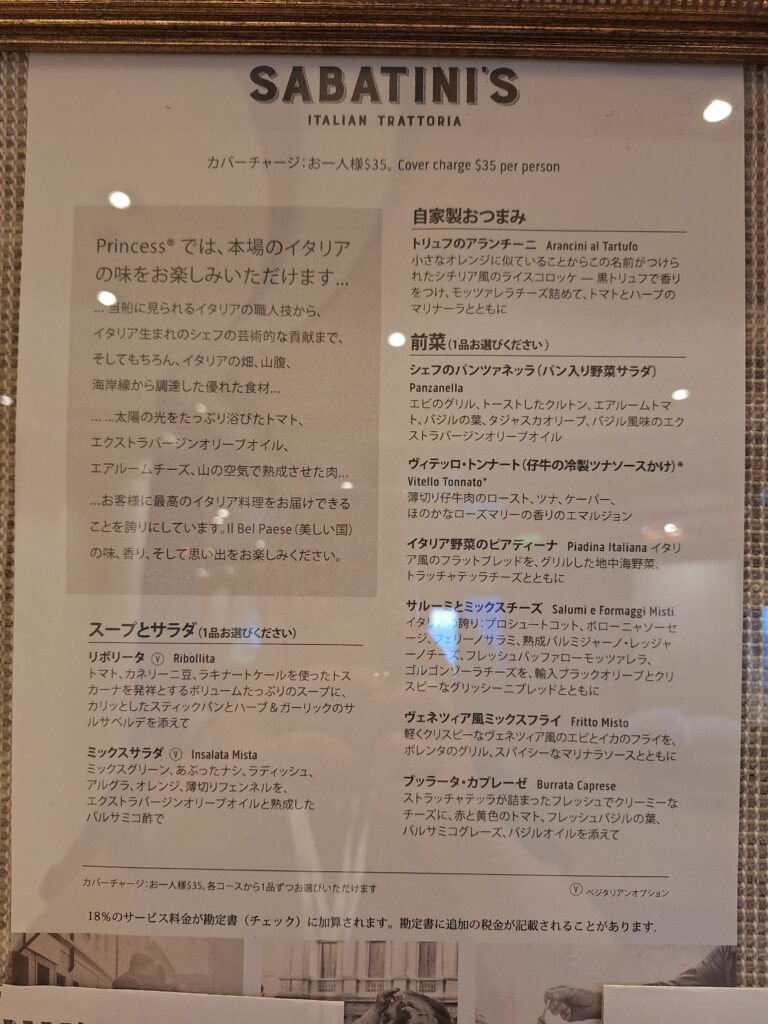 SABATINI'S
ITALIAN TRATTORIA
カバーチャージ：お一人様$35。 Cover charge $35 per person
Princess® では、本場のイタリア
の味をお楽しみいただけます...
... 当船に見られるイタリアの職人技から、
イタリア生まれのシェフの芸術的な貢献まで、
そしてもちろん、イタリアの畑、山腹、
海岸線から調達した優れた食材...
... ...太陽の光をたっぷり浴びたトマト、
エクストラバージンオリーブオイル、
エアルームチーズ、山の空気で熟成させた肉...
...お客様に最高のイタリア料理をお届けできる
ことを誇りにしています。Il Bel Paese（美しい国）
の味、香り、そして思い出をお楽しみください。
スープとサラダ（1品お選びください）
リボリータ Ⓥ Ribollita
トマト、カネリーニ豆、ラキナートケールを使ったトス
カーナを発祥とするボリュームたっぷりのスープに、
カリッとしたスティックパンとハーブ＆ガーリックのサ
ルサベルデを添えて
ミックスサラダ Ⓥ Insalata Mista
ミックスグリーン、あぶったナシ、ラディッシュ、
アルグラ、オレンジ、薄切りフェンネルを、
エクストラバージンオリーブオイルと熟成した
バルサミコ酢で
自家製おつまみ
トリュフのアランチーニ Arancini al Tartufo
小さなオレンジに似ていることからこの名前がつけら
れたシチリア風のライスコロッケ — 黒トリュフで香り
をつけ、モッツァレラチーズ詰めて、トマトとハーブの
マリナーラとともに
前菜（1品お選びください）
シェフのパンツァネッラ（パン入り野菜サラダ）
Panzanella
エビのグリル、トーストしたクルトン、エアルームトマ
ト、バジルの葉、タジャスカオリーブ、バジル風味のエク
ストラバージンオリーブオイル
ヴィテッロ・トンナート（仔牛の冷製ツナソースかけ）*
Vitello Tonnato*
薄切り仔牛肉のロースト、ツナ、ケーパー、
ほのかなローズマリーの香りのエマルジョン
イタリア野菜のピアディーナ Piadina Italiana イタリ
ア風のフラットブレッドを、グリルした地中海野菜、
トラッチャテッラチーズとともに
サルーミとミックスチーズ Salumi e Formaggi Misti
イタリアの誇り：プロシュートコット、ボローニャソーセ
ージ、フェリーノサラミ、熟成パルミジャーノ・レッジャ
ーノチーズ、フレッシュバッファローモッツァレラ、
ゴルゴンゾーラチーズを、輸入ブラックオリーブとクリ
スピーなグリッシーニブレッドとともに
ヴェネツィア風ミックスフライ Fritto Misto
軽くクリスピーなヴェネツィア風のエビとイカのフライを、
ポレンタのグリル、スパイシーなマリナラソースとともに
ブッラータ・カプレーゼ Burrata Caprese
ストラッチャテッラが詰まったフレッシュでクリーミーな
チーズに、赤と黄色のトマト、フレッシュバジルの葉、
バルサミコグレーズ、バジルオイルを添えて
カバーチャージ：お一人様$35。各コースから1品ずつお選びいただけます
Ⓥ ベジタリアンオプション
18%のサービス料金が勘定書（チェック）に加算されます。勘定書に追加の税金が記載されることがあります.